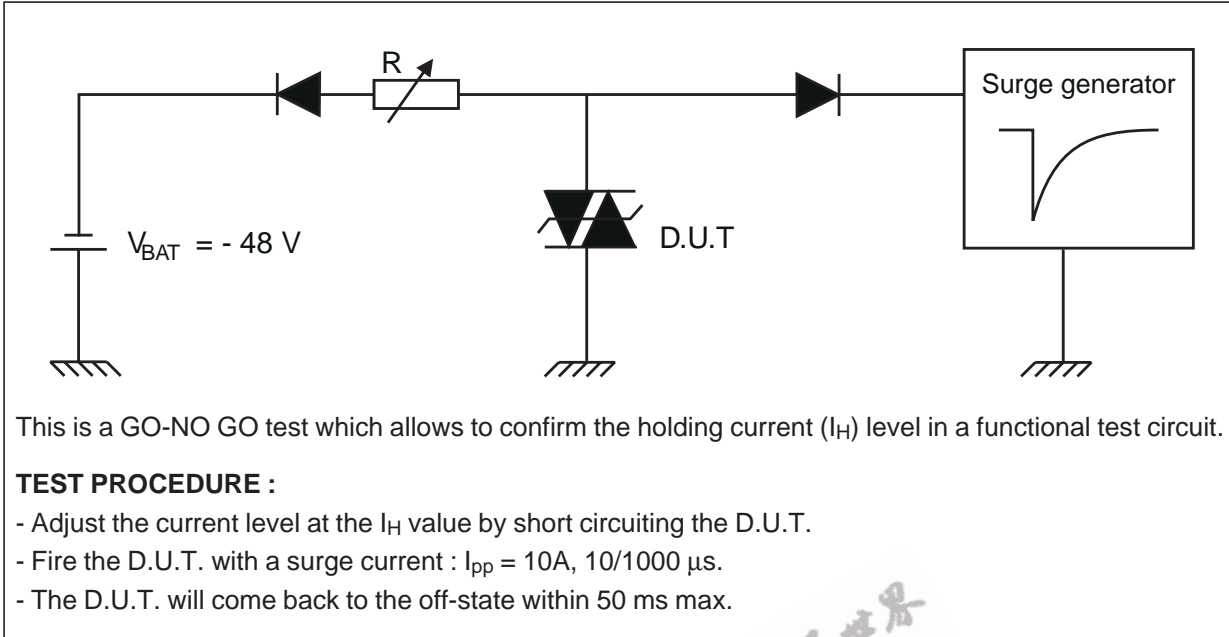 R
Surge generator
V_BAT = - 48 V
D.U.T
This is a GO-NO GO test which allows to confirm the holding current (I_H) level in a functional test circuit.
TEST PROCEDURE :
- Adjust the current level at the I_H value by short circuiting the D.U.T.
- Fire the D.U.T. with a surge current : I_pp = 10A, 10/1000 µs.
- The D.U.T. will come back to the off-state within 50 ms max.